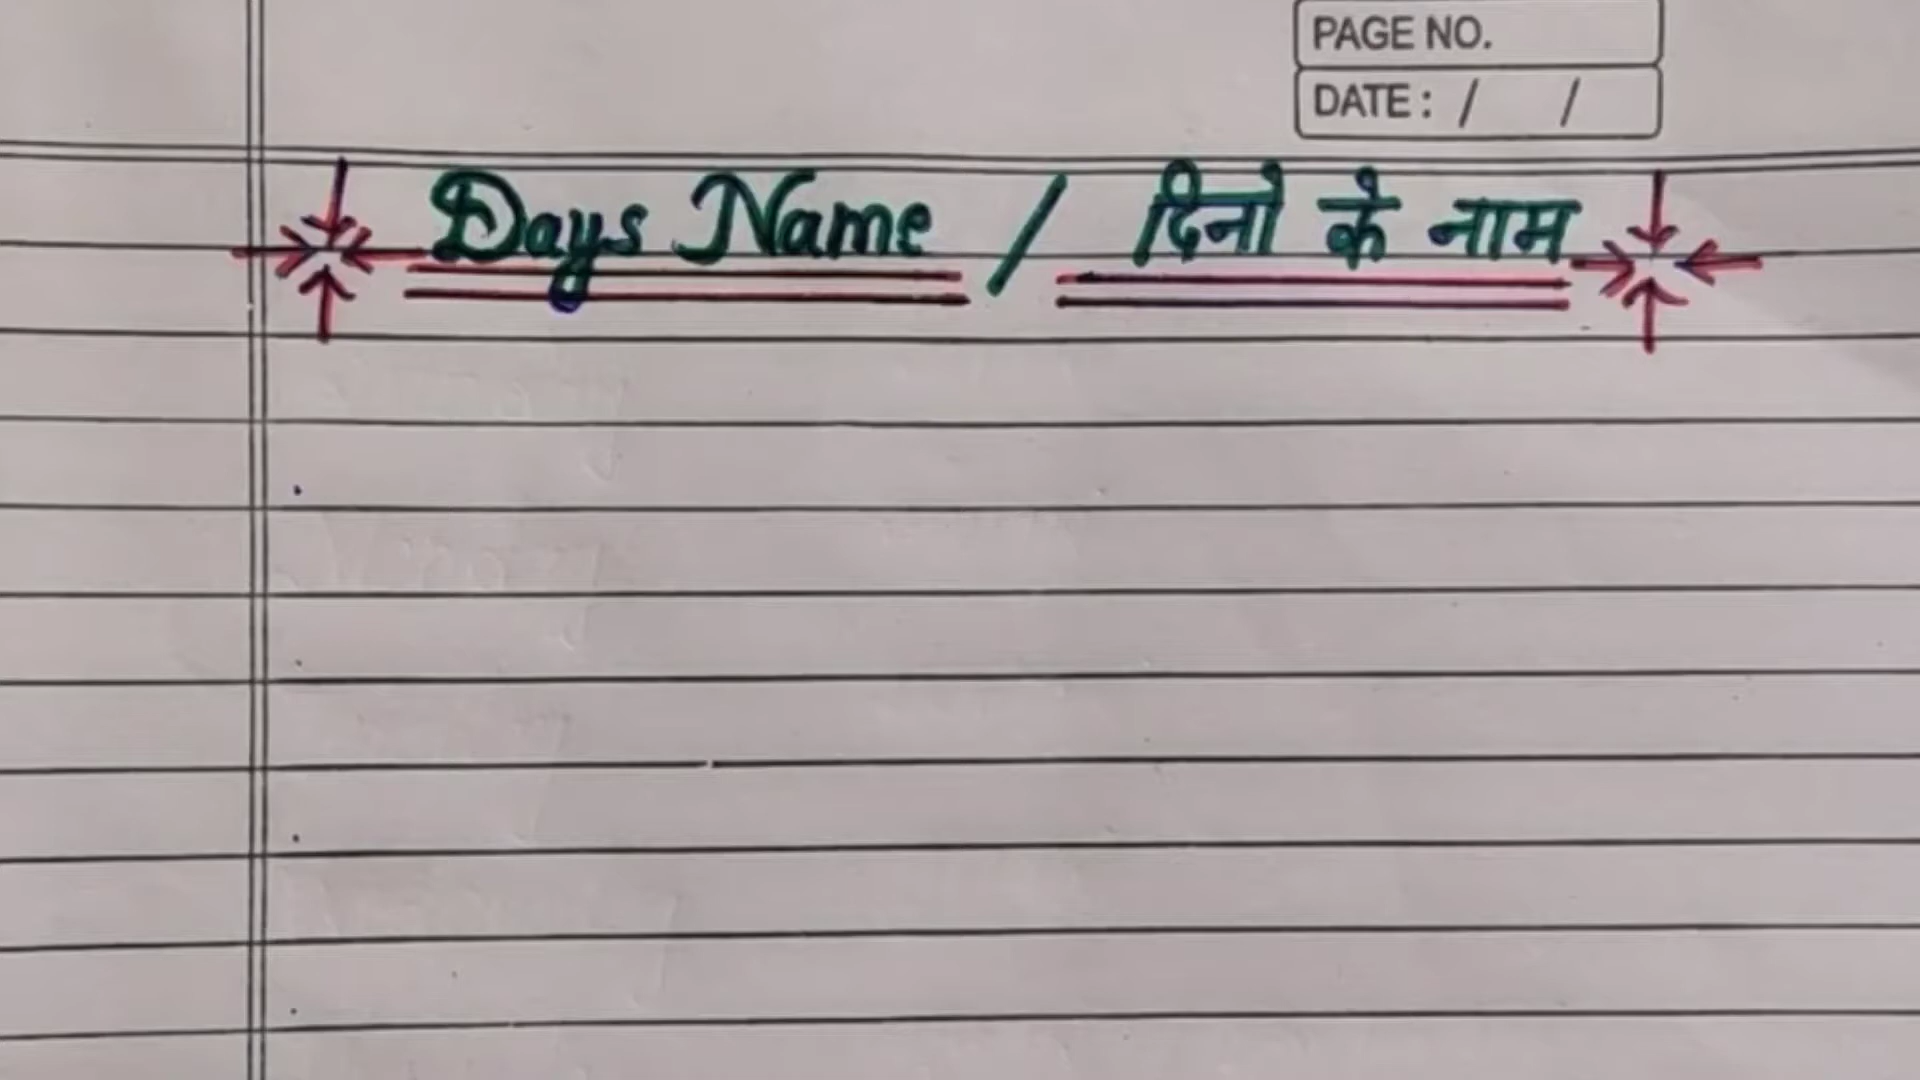 PAGE NO.
DATE : / /
Days Name / दिनों के नाम